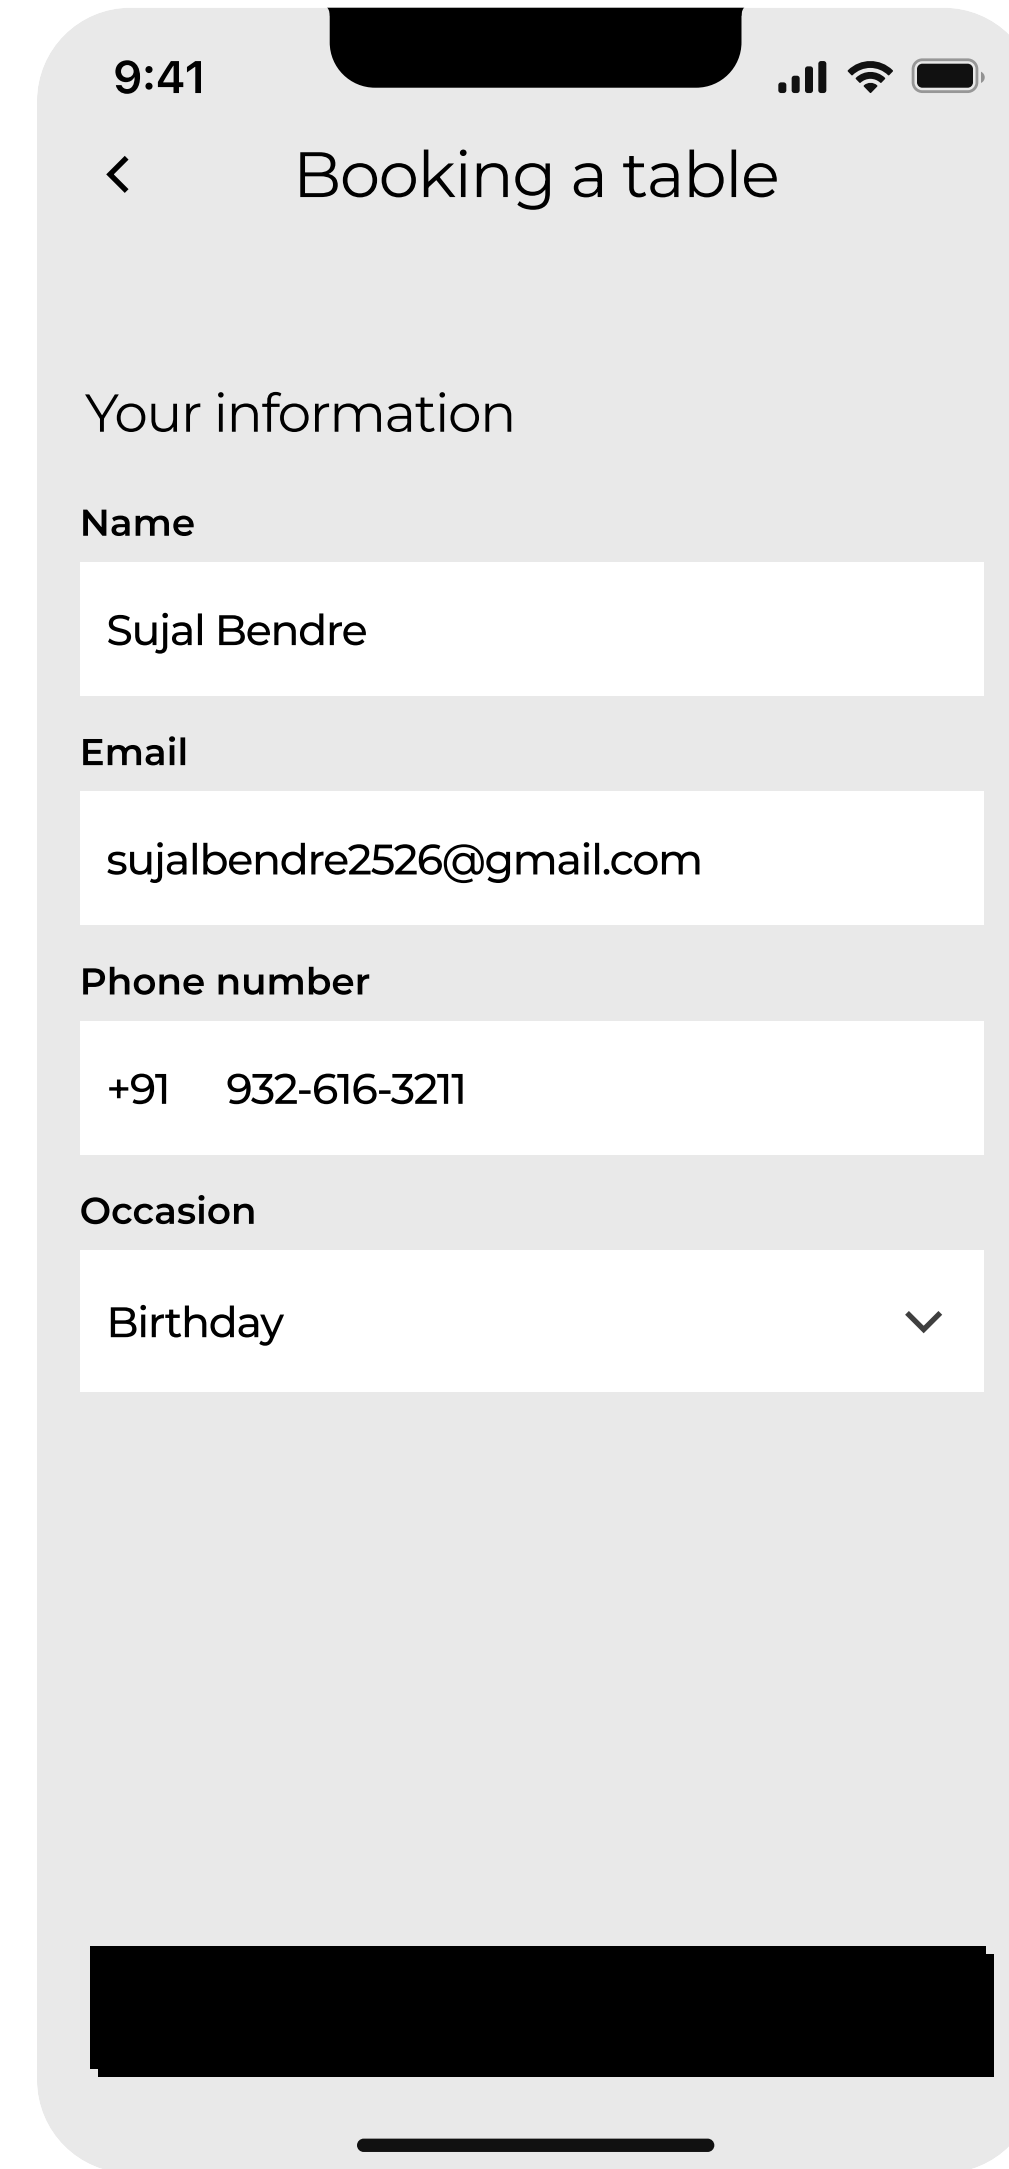 9:41
Booking a table
Your information
Name
Sujal Bendre
Email
sujalbendre2526@gmail.com
Phone number
+91 932-616-3211
Occasion
Birthday